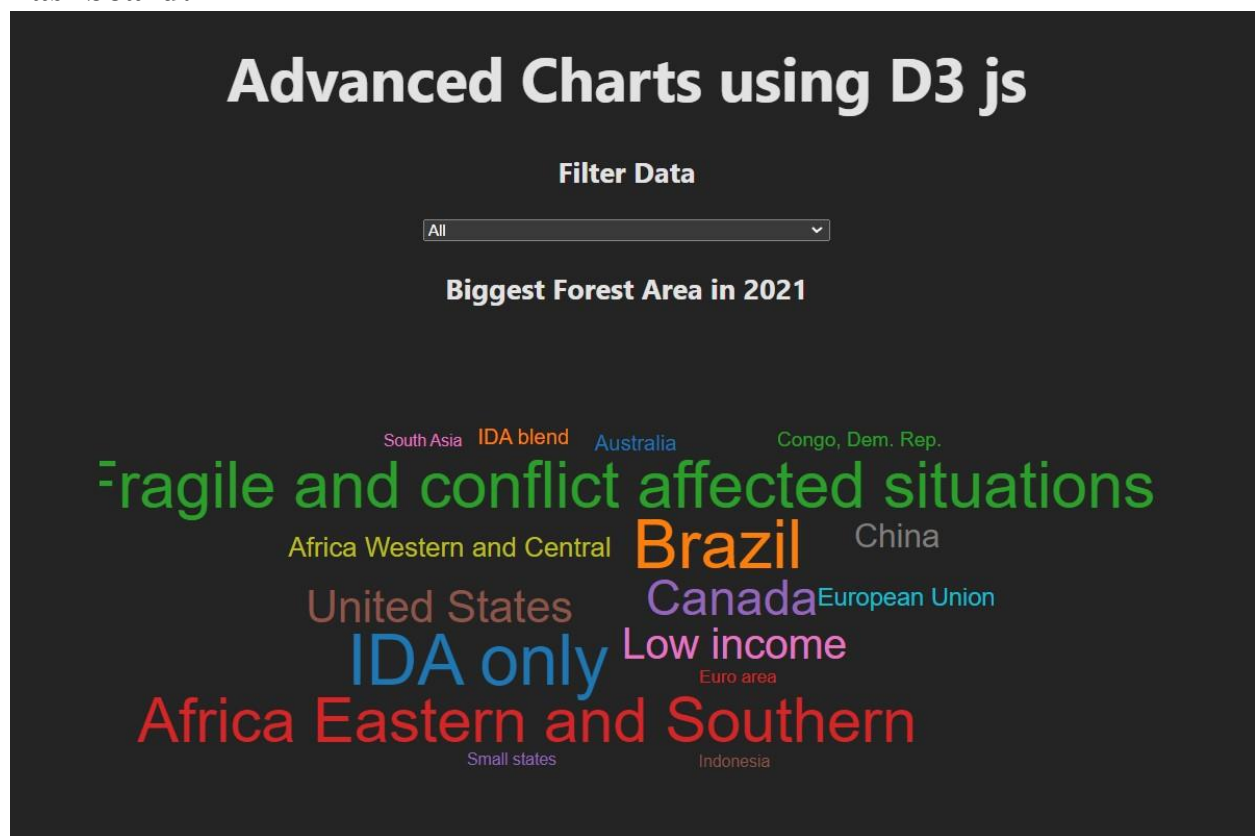 Advanced Charts using D3 js
Filter Data
All
Biggest Forest Area in 2021
South Asia IDA blend Australia Congo, Dem. Rep.
Fragile and conflict affected situations
Africa Western and Central Brazil China
United States Canada European Union
IDA only Low income
Euro area
Africa Eastern and Southern
Small states Indonesia